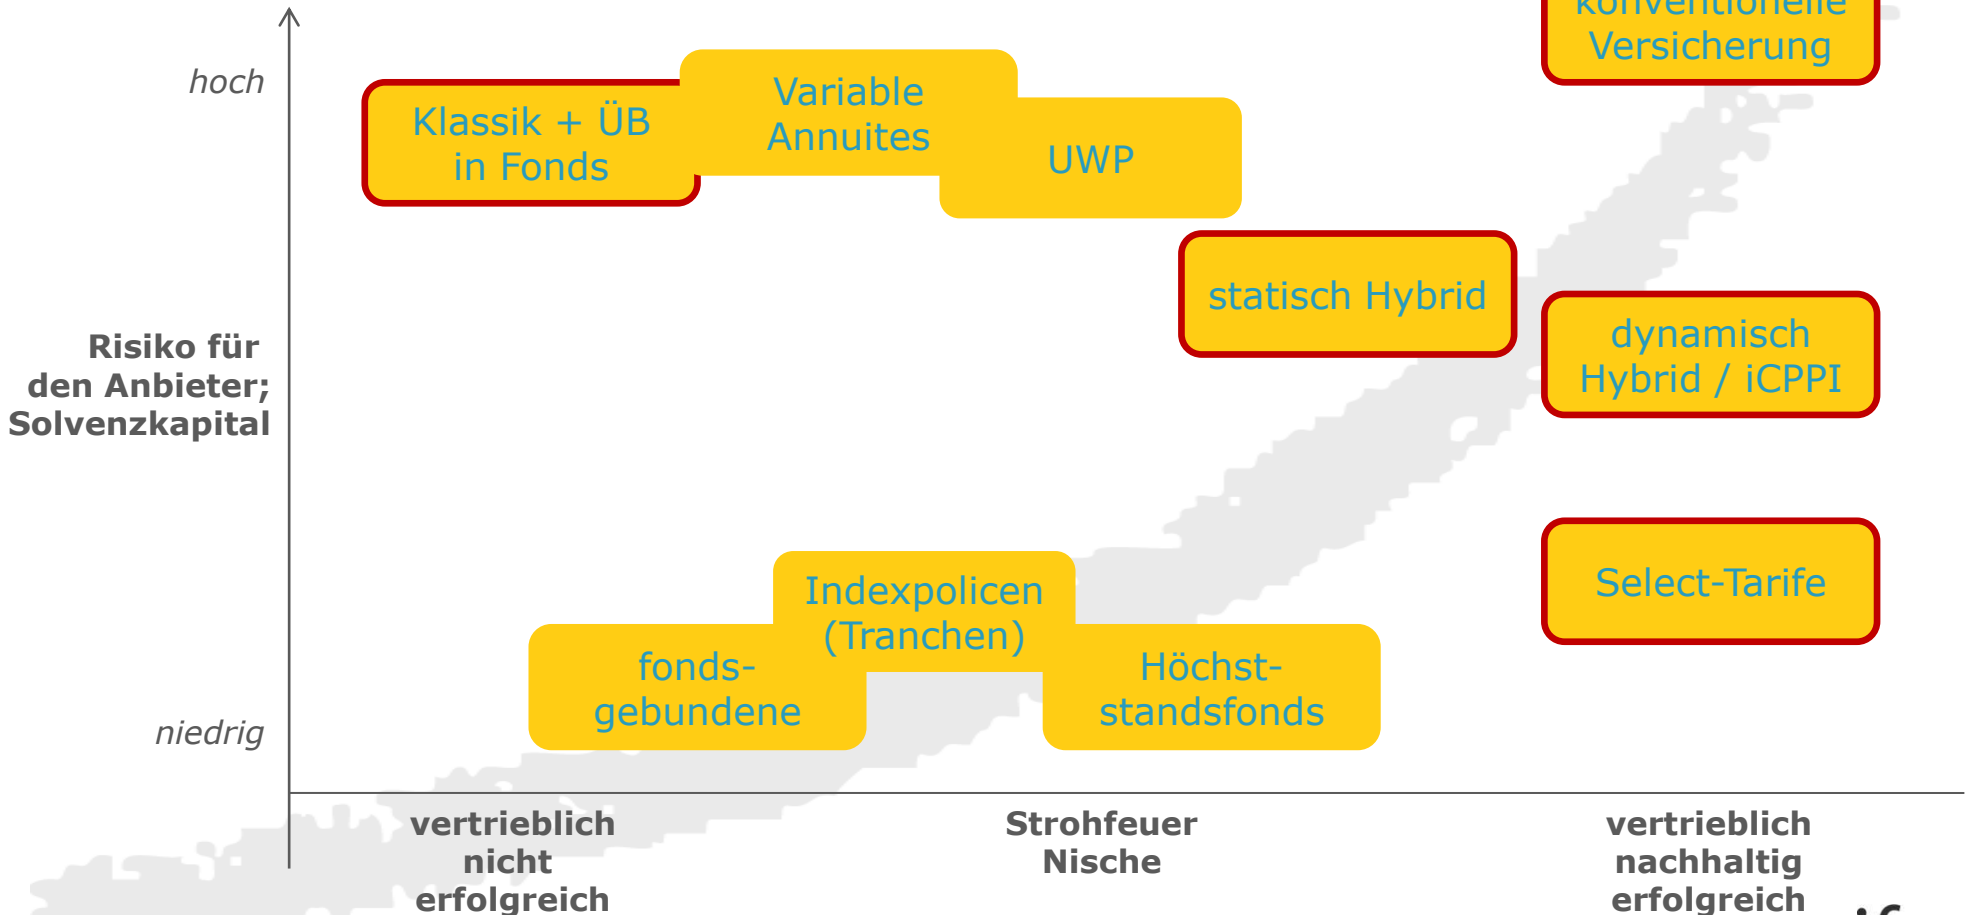 konventionelle
Versicherung
hoch
Klassik + ÜB
in Fonds
Variable
Annuites
UWP
statisch Hybrid
dynamisch
Hybrid / iCPPI
Risiko für
den Anbieter;
Solvenzkapital
Select-Tarife
Indexpolicen
(Tranchen)
fonds-
gebundene
Höchst-
standsfonds
niedrig
vertrieblich
nicht
erfolgreich
Strohfeuer
Nische
vertrieblich
nachhaltig
erfolgreich